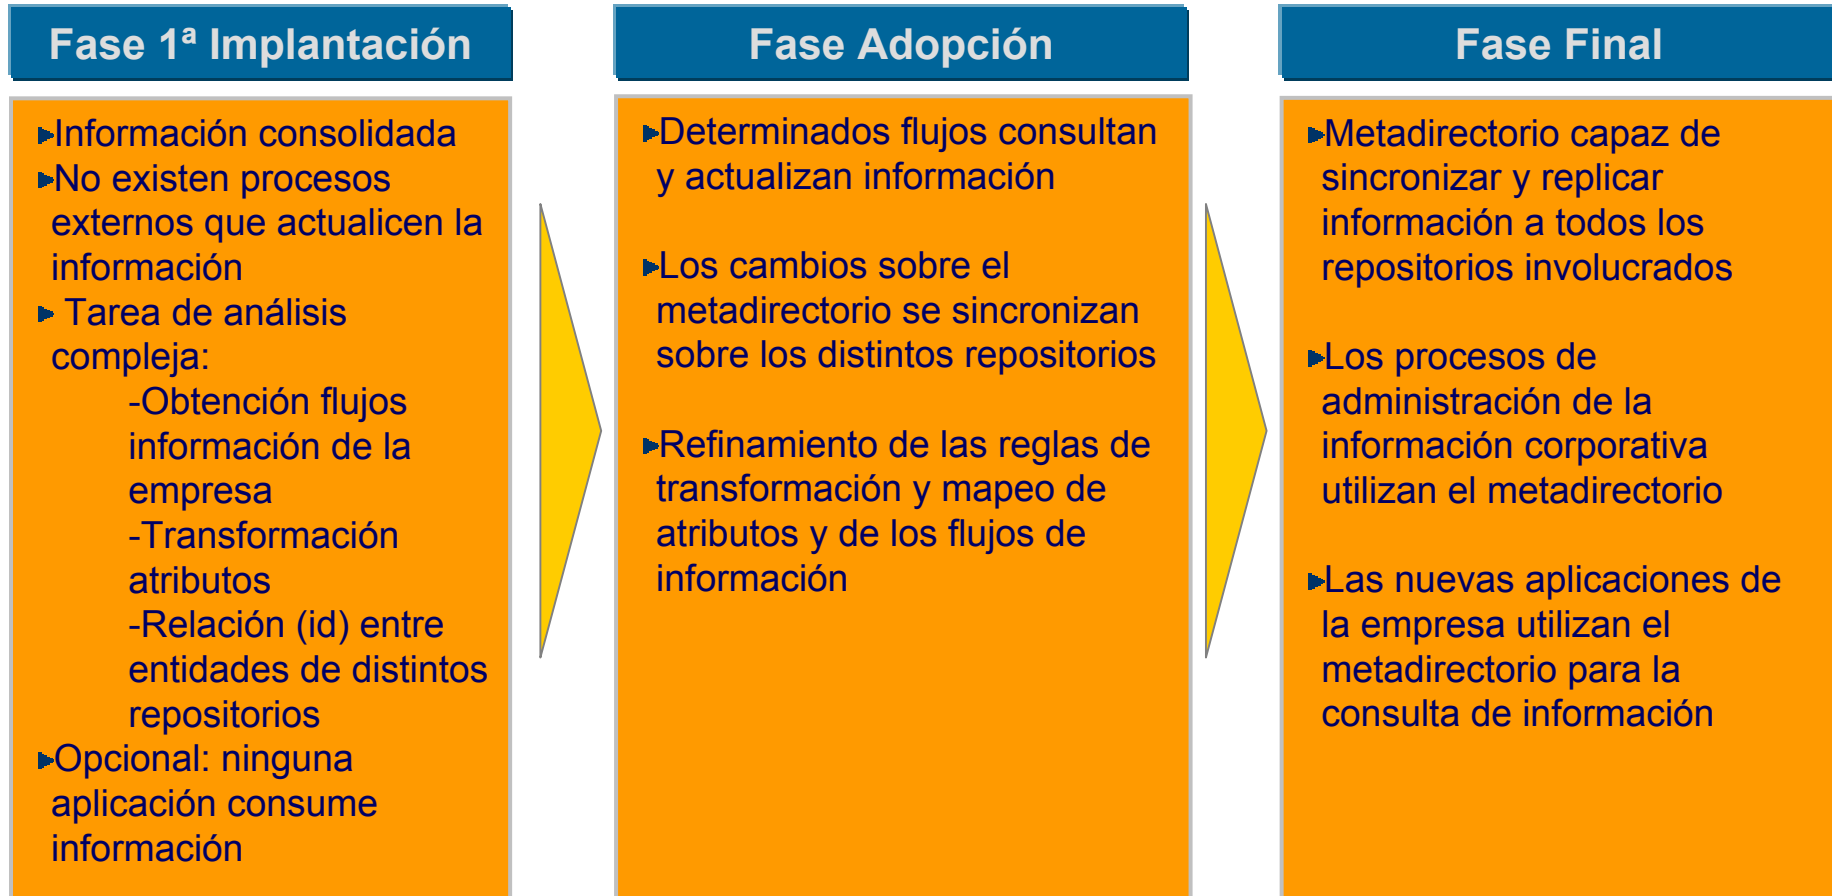 Fase 1ª Implantación
Información consolidada
No existen procesos
externos que actualicen la
información
Tarea de análisis
compleja:
-Obtención flujos
información de la
empresa
-Transformación
atributos
-Relación (id) entre
entidades de distintos
repositorios
Opcional: ninguna
aplicación consume
información
Fase Adopción
Determinados flujos consultan
y actualizan información
Los cambios sobre el
metadirectorio se sincronizan
sobre los distintos repositorios
Refinamiento de las reglas de
transformación y mapeo de
atributos y de los flujos de
información
Fase Final
Metadirectorio capaz de
sincronizar y replicar
información a todos los
repositorios involucrados
Los procesos de
administración de la
información corporativa
utilizan el metadirectorio
Las nuevas aplicaciones de
la empresa utilizan el
metadirectorio para la
consulta de información